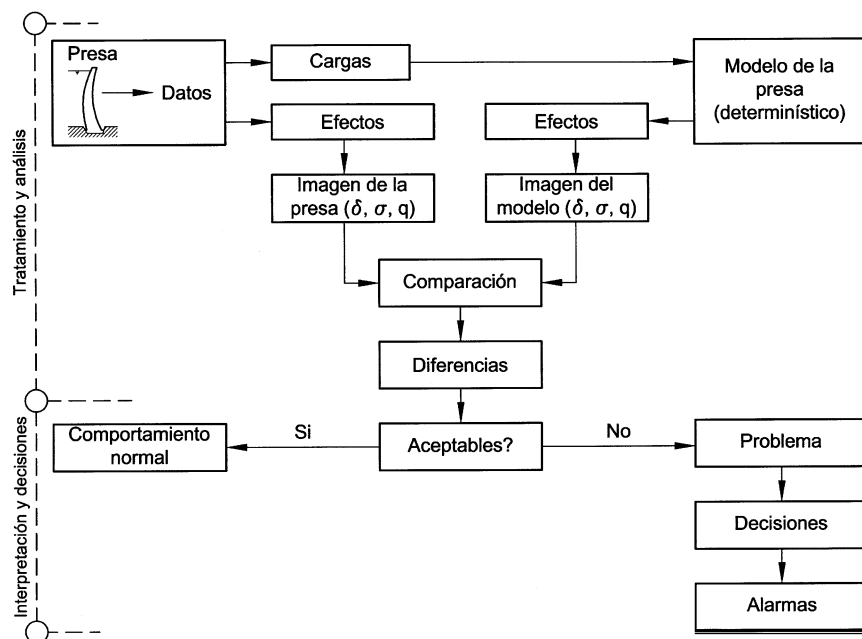 Presa
Datos
Cargas
Modelo de la
presa
(determinístico)
Efectos
Efectos
Imagen de la
presa (δ, σ, q)
Imagen del
modelo (δ, σ, q)
Comparación
Diferencias
Aceptables?
Si
No
Comportamiento
normal
Problema
Decisiones
Alarmas
Tratamiento y análisis
Interpretación y decisiones